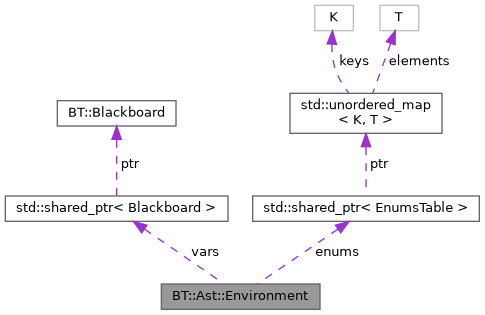 K
T
keys
elements
BT::Blackboard
std::unordered_map
< K, T >
ptr
ptr
std::shared_ptr< Blackboard >
std::shared_ptr< EnumsTable >
vars
enums
BT::Ast::Environment